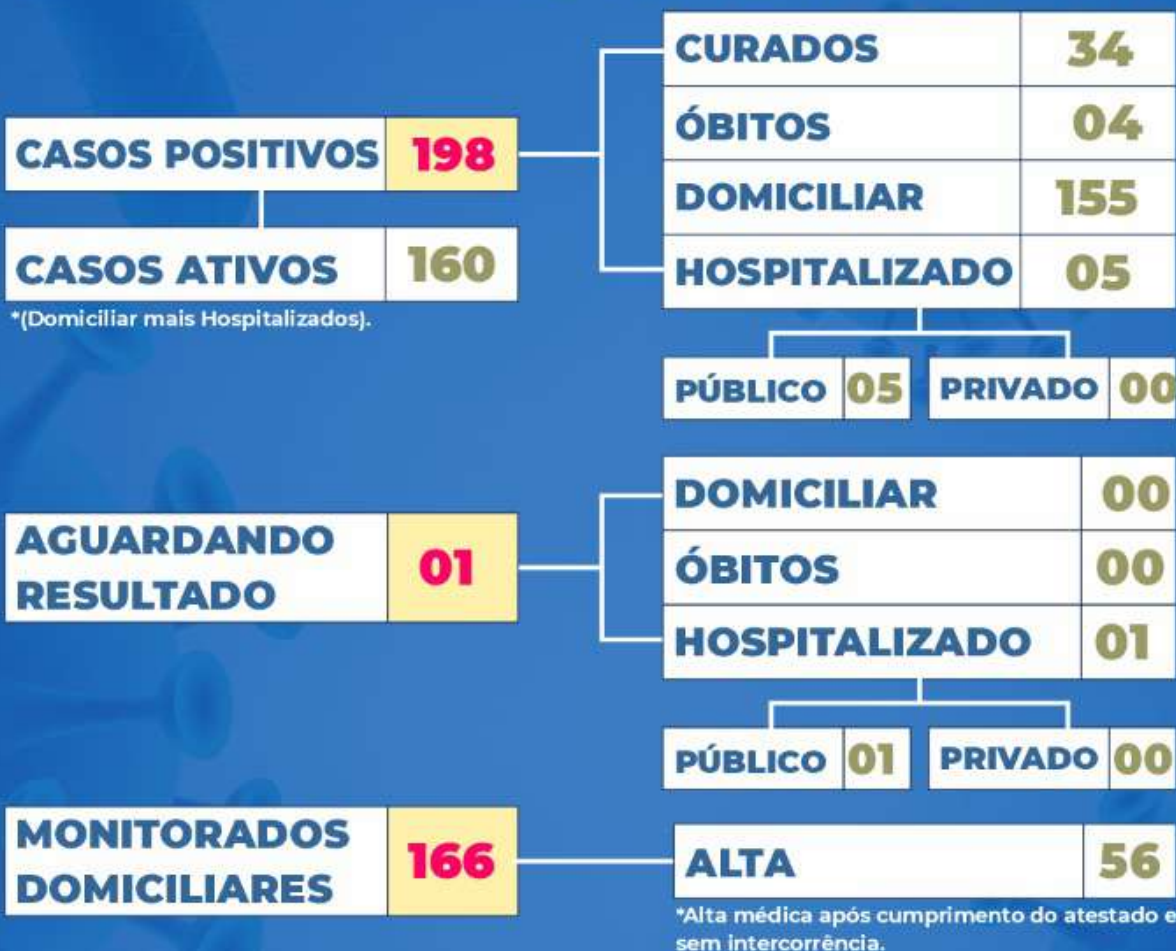 CASOS POSITIVOS 198
CASOS ATIVOS 160
*(Domiciliar mais Hospitalizados).
CURADOS 34
ÓBITOS 04
DOMICILIAR 155
HOSPITALIZADO 05
PÚBLICO 05 PRIVADO 00
AGUARDANDO
RESULTADO 01
DOMICILIAR 00
ÓBITOS 00
HOSPITALIZADO 01
PÚBLICO 01 PRIVADO 00
MONITORADOS
DOMICILIARES 166
ALTA 56
*Alta médica após cumprimento do atestado e
sem intercorrência.